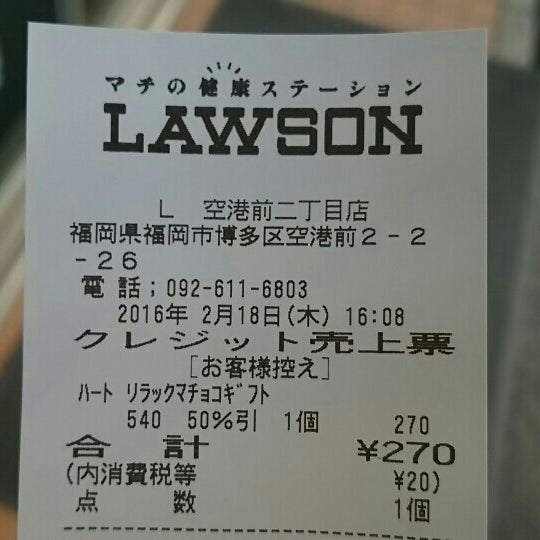 マチの健康ステーション
LAWSON
L 空港前二丁目店
福岡県福岡市博多区空港前2-2
-26
電話;092-611-6803
2016年 2月18日(木) 16:08
クレジット売上票
[お客様控え]
ハート リラックマチョコギフト
540 50%引 1個 270
合 計 ¥270
(内消費税等 ¥20)
点 数 1個